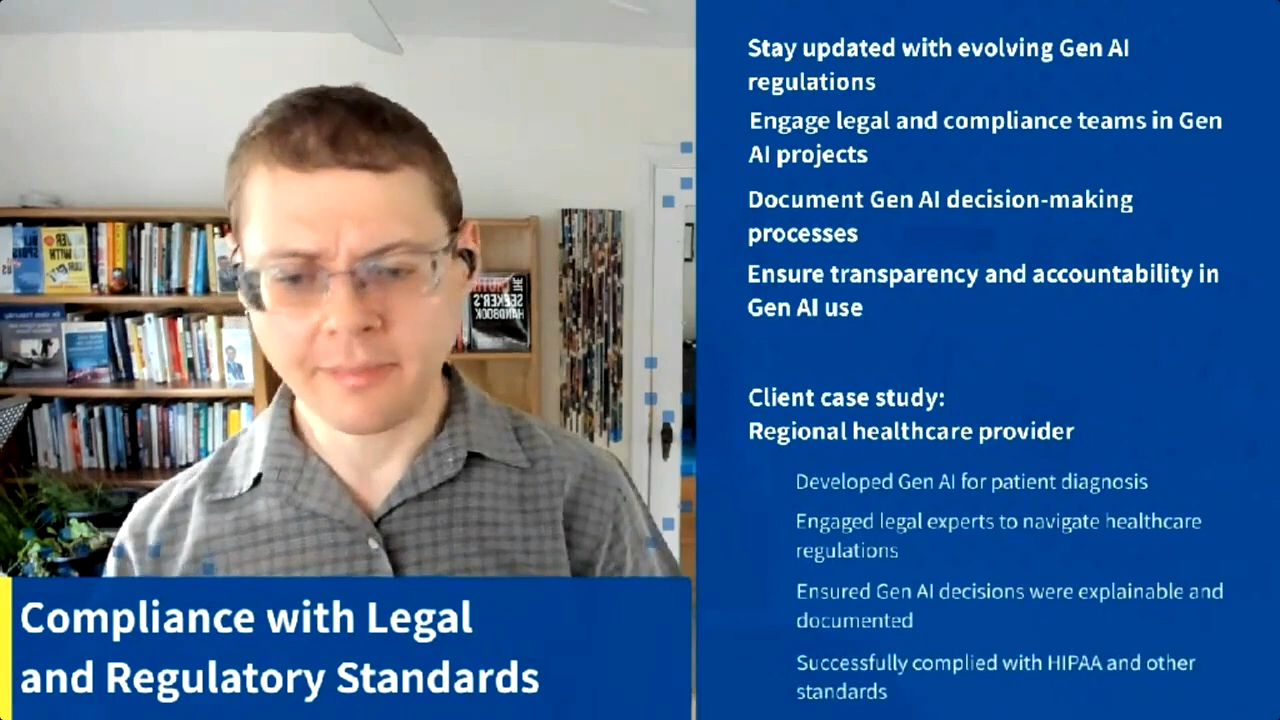 Stay updated with evolving Gen AI
regulations
Engage legal and compliance teams in Gen
AI projects
Document Gen AI decision-making
processes
Ensure transparency and accountability in
Gen AI use
Client case study:
Regional healthcare provider
Developed Gen AI for patient diagnosis
Engaged legal experts to navigate healthcare
regulations
Ensured Gen AI decisions were explainable and
documented
Successfully complied with HIPAA and other
standards
THE
SEEKER'S
HANDBOOK
Compliance with Legal
and Regulatory Standards